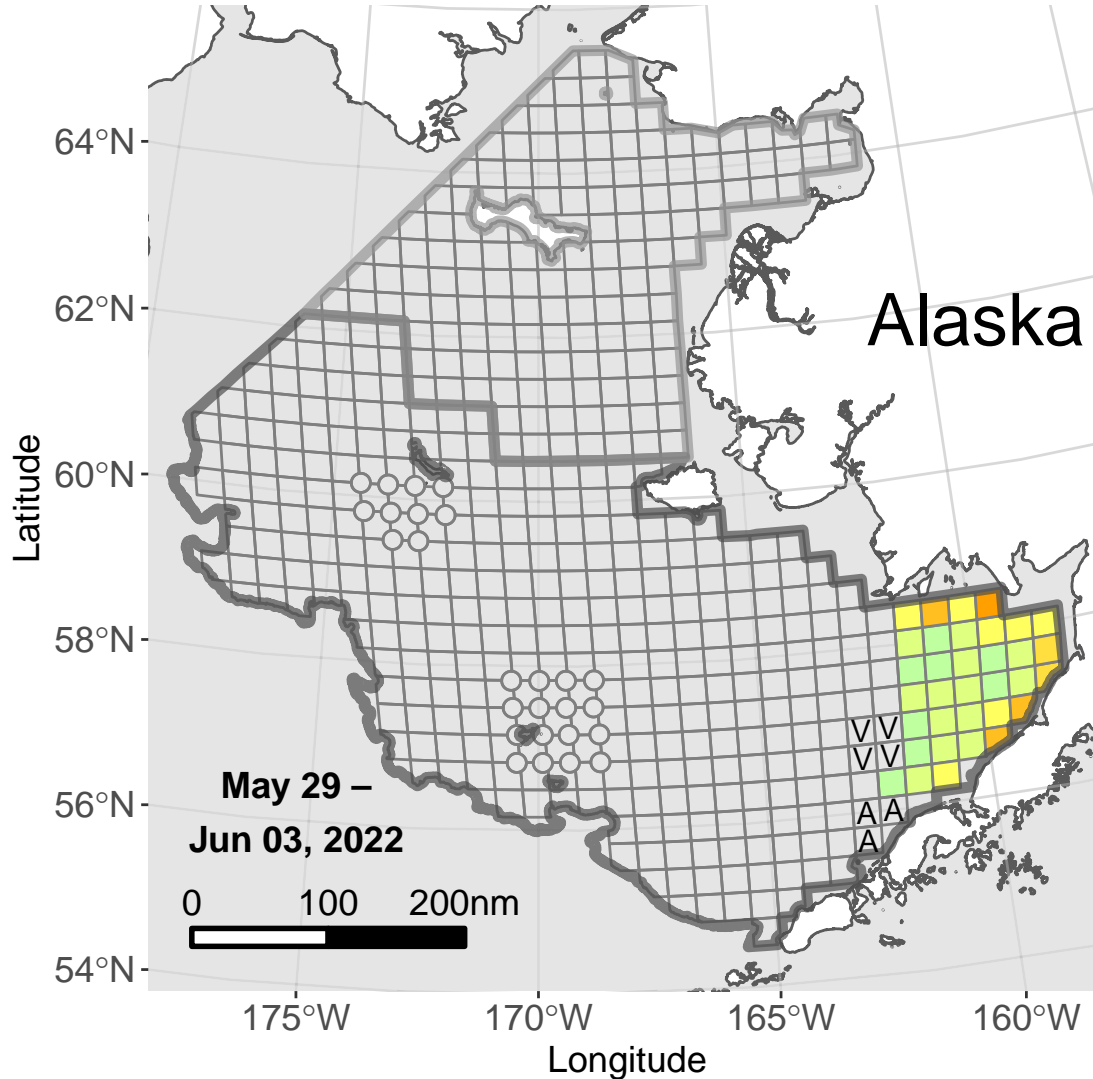 64°N
62°N
Alaska
60°N
58°N
V V
V V
May 29 –
56°N
A A
Jun 03, 2022
A
0 100 200nm
54°N
175°W 170°W 165°W 160°W
Longitude
Latitude